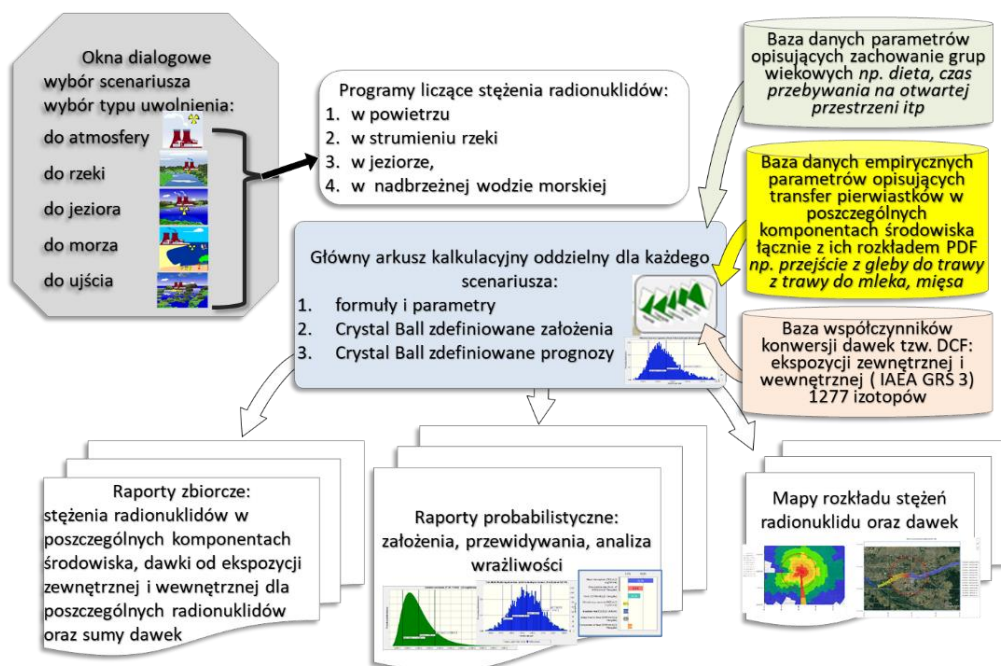 Okna dialogowe
wybór scenariusza
wybór typu uwolnienia:
do atmosfery
do rzeki
do jeziora
do morza
do ujścia
Programy liczące stężenia radionuklidów:
1. w powietrzu
2. w strumieniu rzeki
3. w jeziorze,
4. w nadbrzeżnej wodzie morskiej
Baza danych parametrów
opisujących zachowanie grup
wiekowych np. dieta, czas
przebywania na otwartej
przestrzeni itp
Baza danych empirycznych
parametrów opisujących
transfer pierwiastków w
poszczególnych
komponentach środowiska
łącznie z ich rozkładem PDF
np. przejście z gleby do trawy
z trawy do mleka, mięsa
Główny arkusz kalkulacyjny oddzielny dla każdego
scenariusza:
1. formuły i parametry
2. Crystal Ball zdefiniowane założenia
3. Crystal Ball zdefiniowane prognozy
Baza współczynników
konwersji dawek tzw. DCF:
ekspozycji zewnętrznej i
wewnętrznej ( IAEA GRS 3)
1277 izotopów
Raporty zbiorcze:
stężenia radionuklidów w
poszczególnych komponentach
środowiska, dawki od ekspozycji
zewnętrznej i wewnętrznej dla
poszczególnych radionuklidów
oraz sumy dawek
Raporty probabilistyczne:
założenia, przewidywania, analiza
wrażliwości
Mapy rozkładu stężeń
radionuklidu oraz dawek